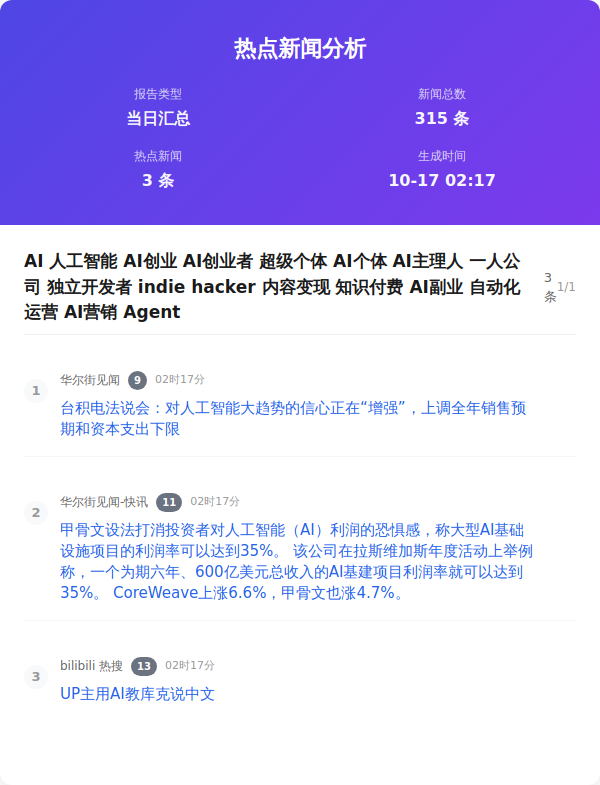 热点新闻分析
报告类型
新闻总数
当日汇总
315 条
热点新闻
生成时间
3 条
10-17 02:17
AI 人工智能 AI创业 AI创业者 超级个体 AI个体 AI主理人 一人公
司 独立开发者 indie hacker 内容变现 知识付费 AI副业 自动化
运营 AI营销 Agent
3
条
1/1
1
华尔街见闻 9 02时17分
台积电法说会：对人工智能大趋势的信心正在“增强”，上调全年销售预
期和资本支出下限
2
华尔街见闻-快讯 11 02时17分
甲骨文设法打消投资者对人工智能（AI）利润的恐惧感，称大型AI基础
设施项目的利润率可以达到35%。 该公司在拉斯维加斯年度活动上举例
称，一个为期六年、600亿美元总收入的AI基建项目利润率就可以达到
35%。 CoreWeave上涨6.6%，甲骨文也涨4.7%。
3
bilibili 热搜 13 02时17分
UP主用AI教库克说中文